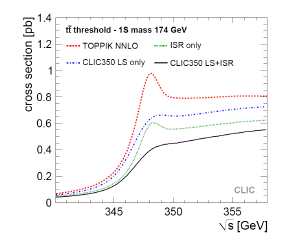 tt̄ threshold - 1S mass 174 GeV
TOPPIK NNLO
ISR only
CLIC350 LS only
CLIC350 LS+ISR
cross section [pb]
1.4
1.2
1
0.8
0.6
0.4
0.2
0
CLIC
345
350
355
√s [GeV]